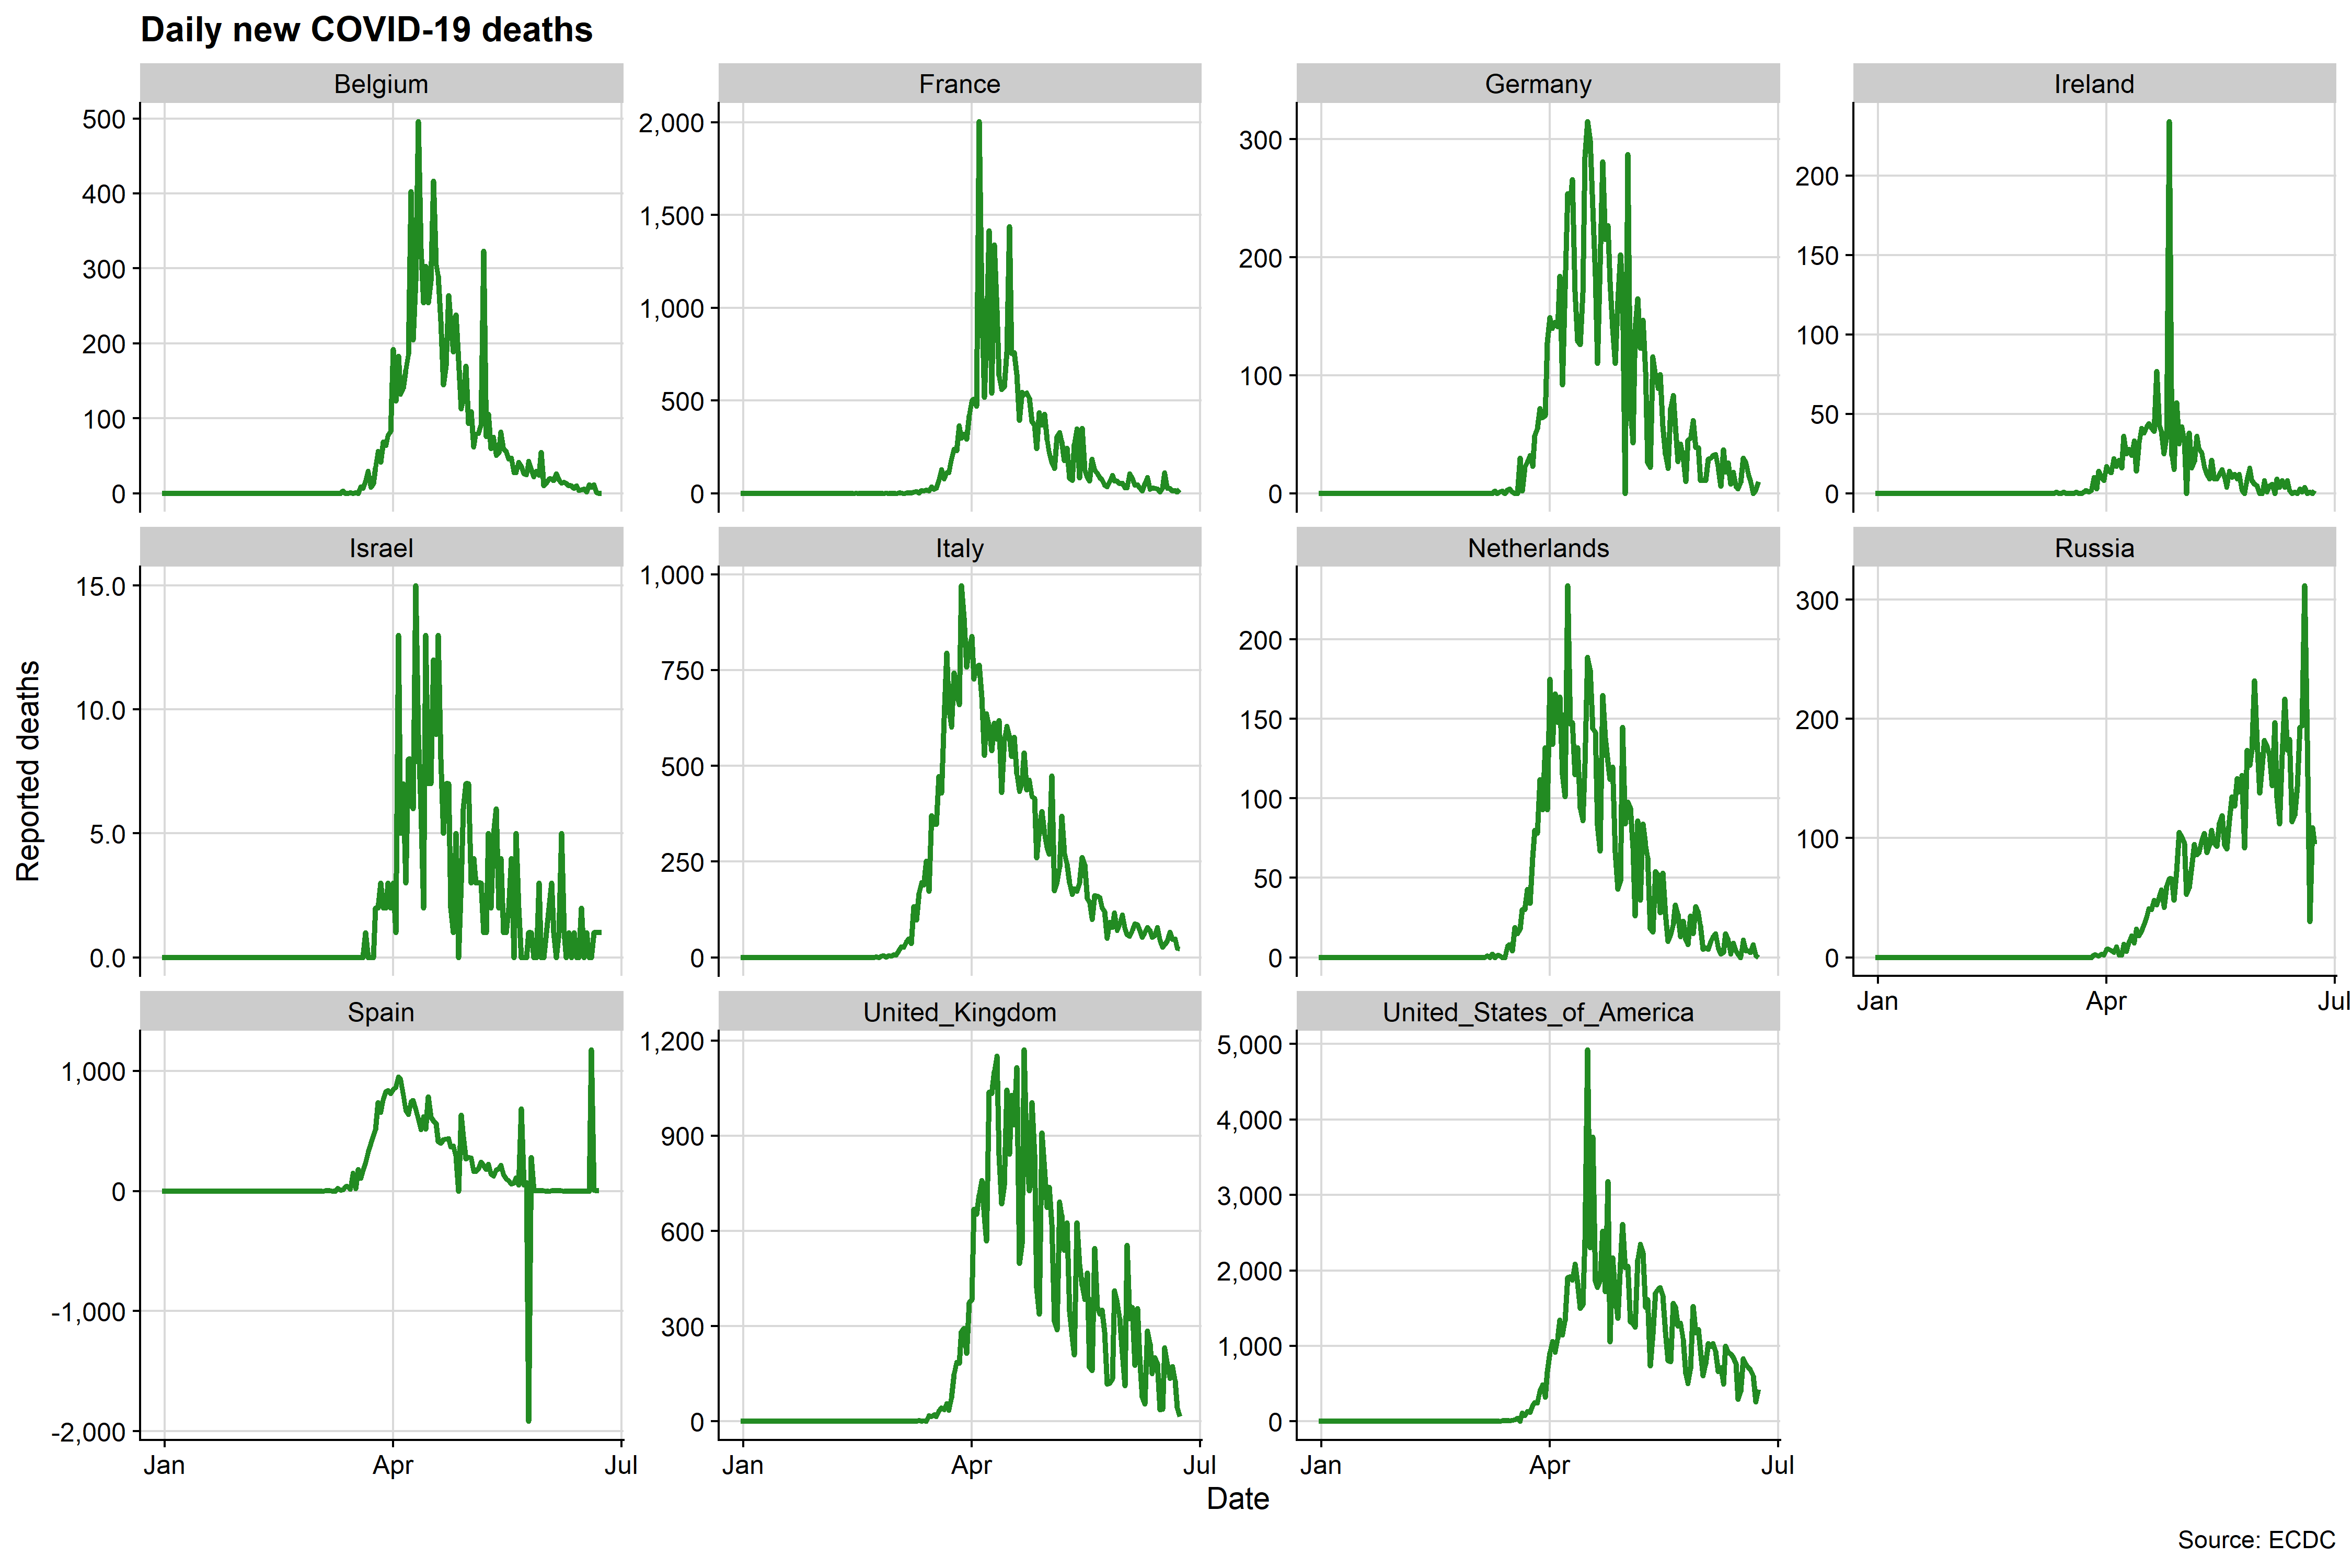 Daily new COVID-19 deaths
Belgium
France
Germany
Ireland
500
400
300
200
100
0
2,000
1,500
1,000
500
0
300
200
100
0
200
150
100
50
0
Israel
Italy
Netherlands
Russia
15.0
10.0
5.0
0.0
1,000
750
500
250
0
200
150
100
50
0
300
200
100
0
Jan Apr Jul
Spain
United_Kingdom
United_States_of_America
1,000
0
-1,000
-2,000
1,200
900
600
300
0
5,000
4,000
3,000
2,000
1,000
0
Jan Apr Jul
Jan Apr Jul
Jan Apr Jul
Reported deaths
Date
Source: ECDC